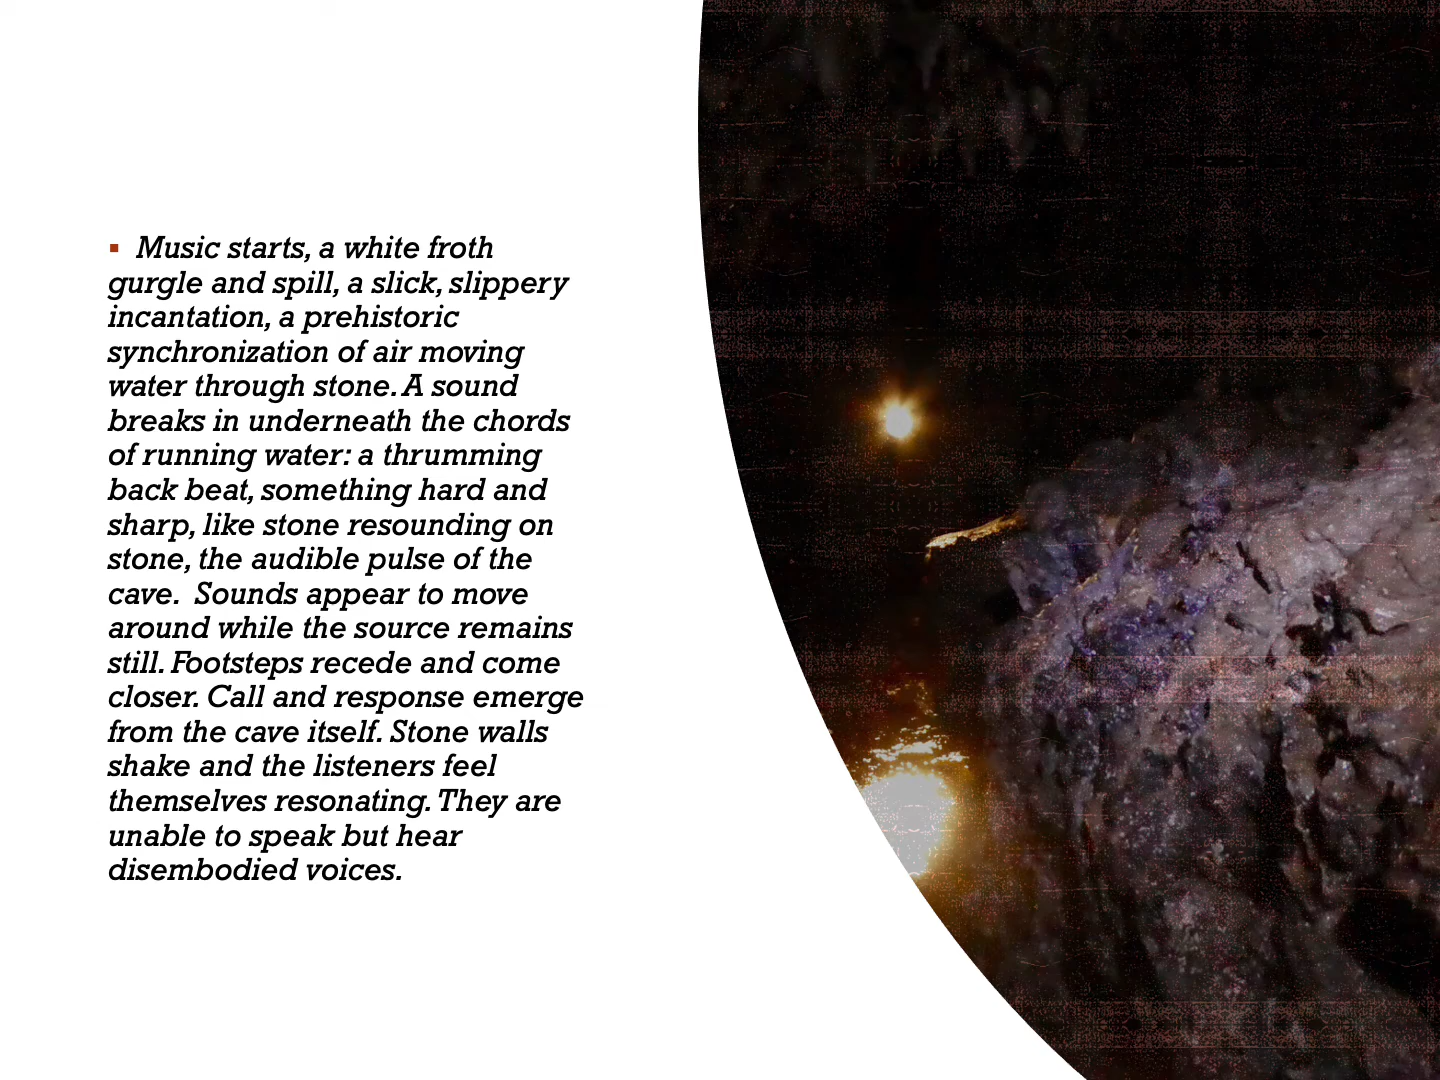 ▪ Music starts, a white froth
gurgle and spill, a slick, slippery
incantation, a prehistoric
synchronization of air moving
water through stone. A sound
breaks in underneath the chords
of running water: a thrumming
back beat, something hard and
sharp, like stone resounding on
stone, the audible pulse of the
cave.  Sounds appear to move
around while the source remains
still. Footsteps recede and come
closer. Call and response emerge
from the cave itself. Stone walls
shake and the listeners feel
themselves resonating. They are
unable to speak but hear
disembodied voices.